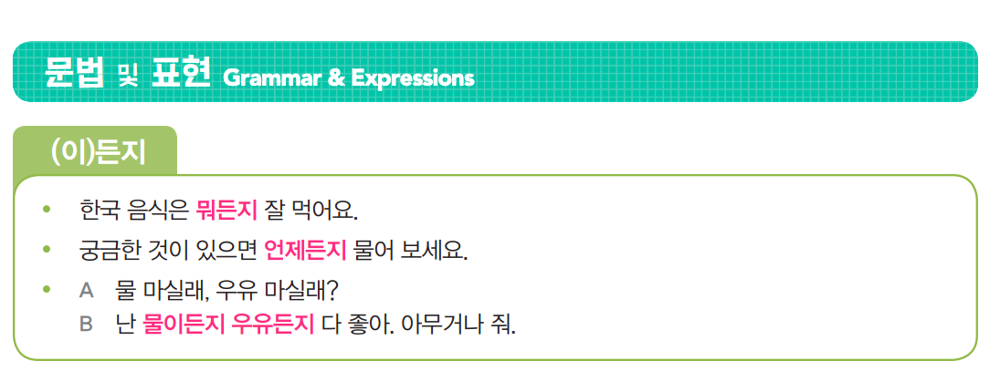 문법 및 표현 Grammar & Expressions
(이)든지
• 한국 음식은 뭐든지 잘 먹어요.
• 궁금한 것이 있으면 언제든지 물어 보세요.
• A 물 마실래, 우유 마실래?
B 난 물이든지 우유든지 다 좋아. 아무거나 줘.